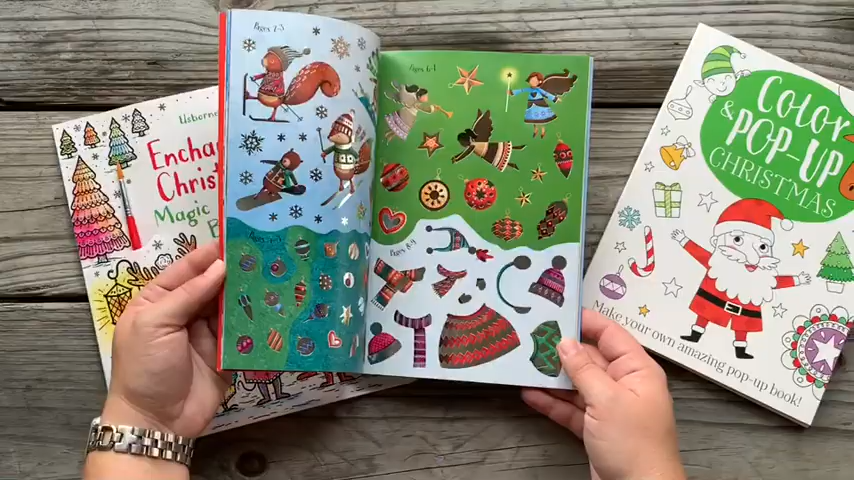 Pages 2-3
Pages 6-7
Pages 8-9
Usborne
Enchan
Christ
Magic
B
COLOR
& POP-UP
CHRISTMAS
Make your own amazing pop-up book!